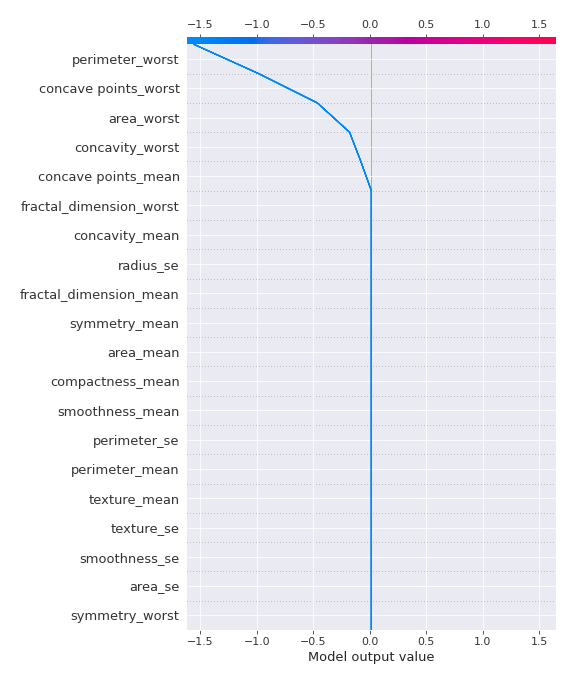 −1.5 −1.0 −0.5 0.0 0.5 1.0 1.5
perimeter_worst
concave points_worst
area_worst
concavity_worst
concave points_mean
fractal_dimension_worst
concavity_mean
radius_se
fractal_dimension_mean
symmetry_mean
area_mean
compactness_mean
smoothness_mean
perimeter_se
perimeter_mean
texture_mean
texture_se
smoothness_se
area_se
symmetry_worst
−1.5 −1.0 −0.5 0.0 0.5 1.0 1.5
Model output value